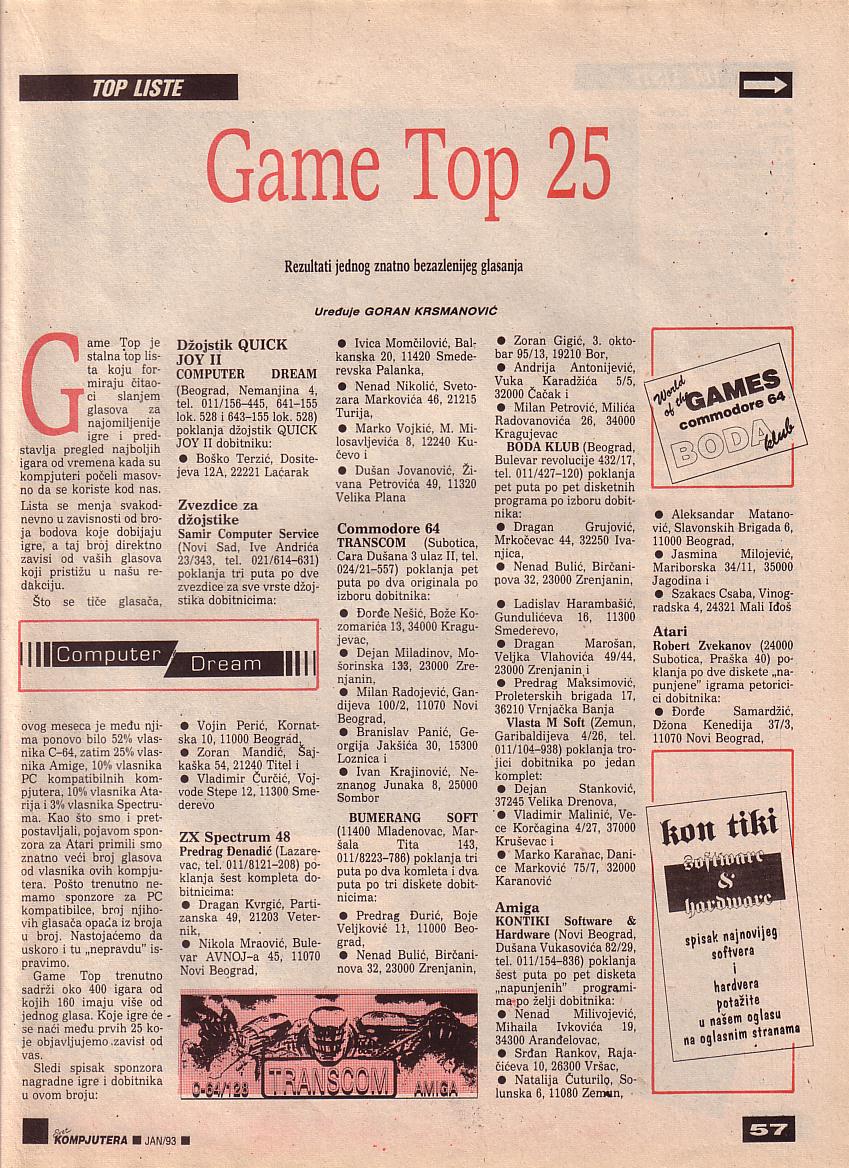 TOP LISTE
Game Top 25
Rezultati jednog znatno bezazlenijeg glasanja
Uređuje GORAN KRSMANOVIĆ
Game Top je
stalna top lis-
ta koju for-
miraju čitao-
ci slanjem
glasova za
najomiljenije
igre i pred-
stavlja pregled najboljih
igara od vremena kada su
kompjuteri počeli masov-
no da se koriste kod nas.
Lista se menja svakod-
nevno u zavisnosti od bro-
ja bodova koje dobijaju
igre, a taj broj direktno
zavisi od vaših glasova
koji pristižu u našu re-
dakciju.
Što se tiče glasača,
Computer Dream
ovog meseca je među nji-
ma ponovo bilo 52% vlas-
nika C-64, zatim 25% vlas-
nika Amige, 10% vlasnika
PC kompatibilnih kom-
pjutera, 10% vlasnika Ata-
rija i 3% vlasnika Spectru-
ma. Kao što smo i pret-
postavljali, pojavom spon-
zora za Atari primili smo
znatno veći broj glasova
od vlasnika ovih kompju-
tera. Pošto trenutno ne-
mamo sponzore za PC
kompatibilce, broj njiho-
vih glasača opada iz broja
u broj. Nastojaćemo da
uskoro i tu „nepravdu" is-
pravimo.
Game Top trenutno
sadrži oko 400 igara od
kojih 160 imaju više od
jednog glasa. Koje igre će
se naći među prvih 25 ko-
je objavljujemo zavisi od
vas.
Sledi spisak sponzora
nagradne igre i dobitnika
u ovom broju:
Džojstik QUICK
JOY II
COMPUTER DREAM
(Beograd, Nemanjina 4,
tel. 011/156–445, 641–155
lok. 528 i 643–155 lok. 528)
poklanja džojstik QUICK
JOY II dobitniku:
● Boško Terzić, Dosite-
jeva 12A, 22221 Laćarak
Zvezdice za
džojstike
Samir Computer Service
(Novi Sad, Ive Andrića
23/343, tel. 021/614–631)
poklanja tri puta po dve
zvezdice za sve vrste džoj-
stika dobitnicima:
● Vojin Perić, Kornat-
ska 10, 11000 Beograd,
● Zoran Mandić, Šaj-
kaška 54, 21240 Titel i
● Vladimir Čurčić, Voj-
vode Stepe 12, 11300 Sme-
derevo
ZX Spectrum 48
Predrag Đenadić (Lazare-
vac, tel. 011/8121–208) po-
klanja šest kompleta do-
bitnicima:
● Dragan Kvrgić, Parti-
zanska 49, 21203 Veter-
nik,
● Nikola Mraović, Bule-
var AVNOJ–a 45, 11070
Novi Beograd,
C-64/128 TRANSCOM AMIGA
● Ivica Momčilović, Bal-
kanska 20, 11420 Smede-
revska Palanka,
● Nenad Nikolić, Sveto-
zara Markovića 46, 21215
Turija,
● Marko Vojkić, M. Mi-
losavljevića 8, 12240 Ku-
čevo i
● Dušan Jovanović, Ži-
vana Petrovića 49, 11320
Velika Plana
Commodore 64
TRANSCOM (Subotica,
Cara Dušana 3 ulaz II, tel.
024/21–557) poklanja pet
puta po dva originala po
izboru dobitnika:
● Đorđe Nešić, Bože Ko-
zomarića 13, 34000 Kragu-
jevac,
● Dejan Miladinov, Mo-
šorinska 133, 23000 Zre-
njanin,
● Milan Radojević, Gan-
dijeva 100/2, 11070 Novi
Beograd,
● Branislav Panić, Ge-
orgija Jakšića 30, 15300
Loznica i
● Ivan Krajinović, Ne-
znanog Junaka 8, 25000
Sombor
BUMERANG SOFT
(11400 Mladenovac, Mar-
šala Tita 143,
011/8223–786) poklanja tri
puta po dva komleta i dva
puta po tri diskete dobit-
nicima:
● Predrag Đurić, Boje
Veljković 11, 11000 Beo-
grad,
● Nenad Bulić, Birčani-
nova 32, 23000 Zrenjanin,
● Zoran Gigić, 3. okto-
bar 95/13, 19210 Bor,
● Andrija Antonijević,
Vuka Karadžića 5/5,
32000 Čačak i
● Milan Petrović, Milića
Radovanovića 26, 34000
Kragujevac
BODA KLUB (Beograd,
Bulevar revolucije 432/17,
tel. 011/427–120) poklanja
pet puta po pet disketnih
programa po izboru dobit-
nika:
● Dragan Grujović,
Mrkočevac 44, 32250 Iva-
njica,
● Nenad Bulić, Birčani-
pova 32, 23000 Zrenjanin,
● Ladislav Harambašić,
Gundulićeva 16, 11300
Smederevo,
● Dragan Marošan,
Veljka Vlahovića 49/44,
23000 Zrenjanin i
● Predrag Maksimović,
Proleterskih brigada 17,
36210 Vrnjačka Banja
Vlasta M Soft (Zemun,
Garibaldijeva 4/26, tel.
011/104–938) poklanja tro-
jici dobitnika po jedan
komplet:
● Dejan Stanković,
37245 Velika Drenova,
● Vladimir Malinić, Ve-
ce Korčagina 4/27, 37000
Kruševac i
● Marko Karanac, Dani-
ce Marković 75/7, 32000
Karanović
Amiga
KONTIKI Software &
Hardware (Novi Beograd,
Dušana Vukasovića 82/29,
tel. 011/154–836) poklanja
šest puta po pet disketa
„napunjenih" programi-
ma po želji dobitnika:
● Nenad Milivojević,
Mihaila Ivkovića 19,
34300 Aranđelovac,
● Srđan Rankov, Raja-
čićeva 10, 26300 Vršac,
● Natalija Čuturilo, So-
lunska 6, 11080 Zemun,
World
of the GAMES
commodore 64
BODA klub
● Aleksandar Matano-
vić, Slavonskih Brigada 6,
11000 Beograd,
● Jasmina Milojević,
Mariborska 34/11, 35000
Jagodina i
● Szakacs Csaba, Vinog-
radska 4, 24321 Mali Iđoš
Atari
Robert Zvekanov (24000
Subotica, Praška 40) po-
klanja po dve diskete „na-
punjene" igrama petorici-
ci dobitnika:
● Đorđe Samardžić,
Džona Kenedija 37/3,
11070 Novi Beograd,
kon tiki
software
&
hardware
spisak najnovijeg
softvera
i
hardvera
potažite
u našem oglasu
na oglasnim stranama
Svet
KOMPJUTERA ■ JAN/93 ■
57